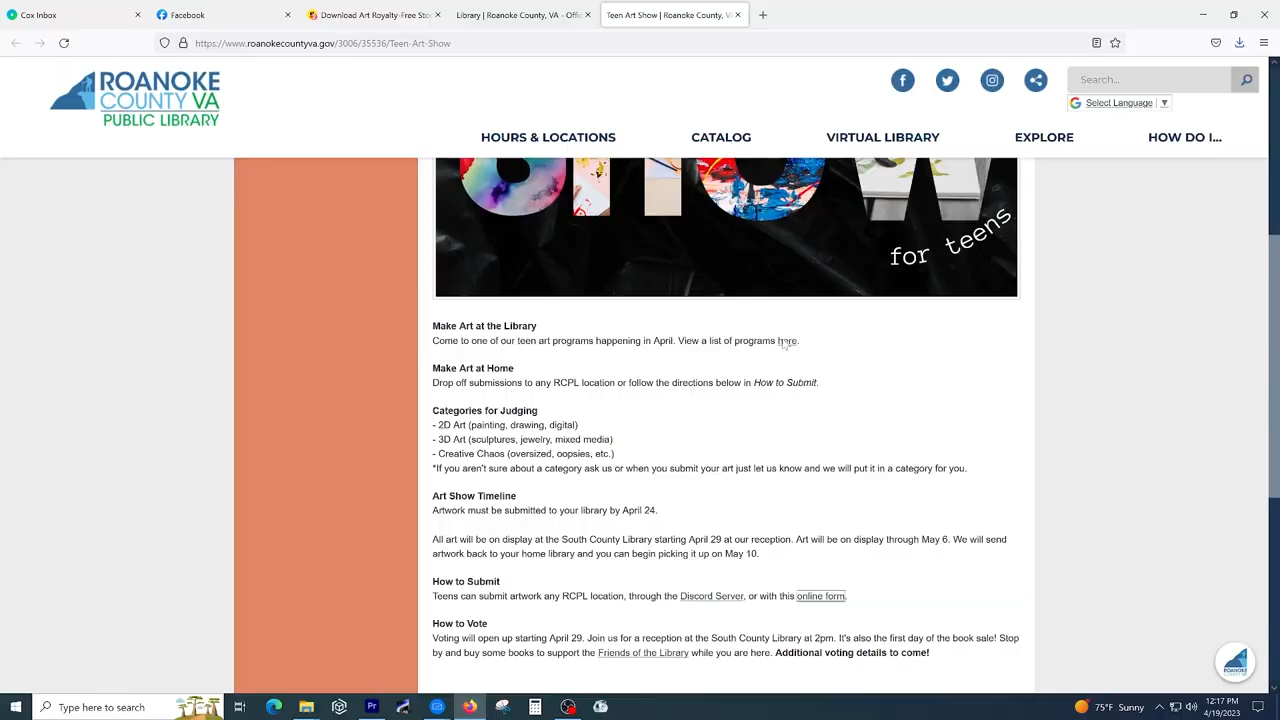 Cox Inbox
Facebook
Download Art Royalty-Free Sto
Library | Roanoke County, VA - Offi
Teen Art Show | Roanoke County, V
https://www.roanokecountyva.gov/3006/35536/Teen-Art-Show
ROANOKE
COUNTY VA
PUBLIC LIBRARY
Search...
Select Language
HOURS & LOCATIONS
CATALOG
VIRTUAL LIBRARY
EXPLORE
HOW DO I...
SHOW
for teens
Make Art at the Library
Come to one of our teen art programs happening in April. View a list of programs here.
Make Art at Home
Drop off submissions to any RCPL location or follow the directions below in How to Submit.
Categories for Judging
- 2D Art (painting, drawing, digital)
- 3D Art (sculptures, jewelry, mixed media)
- Creative Chaos (oversized, oopsies, etc.)
*If you aren't sure about a category ask us or when you submit your art just let us know and we will put it in a category for you.
Art Show Timeline
Artwork must be submitted to your library by April 24.
All art will be on display at the South County Library starting April 29 at our reception. Art will be on display through May 6. We will send
artwork back to your home library and you can begin picking it up on May 10.
How to Submit
Teens can submit artwork any RCPL location, through the Discord Server, or with this online form.
How to Vote
Voting will open up starting April 29. Join us for a reception at the South County Library at 2pm. It's also the first day of the book sale! Stop
by and buy some books to support the Friends of the Library while you are here. Additional voting details to come!
Type here to search
75°F Sunny
12:17 PM
4/19/2023